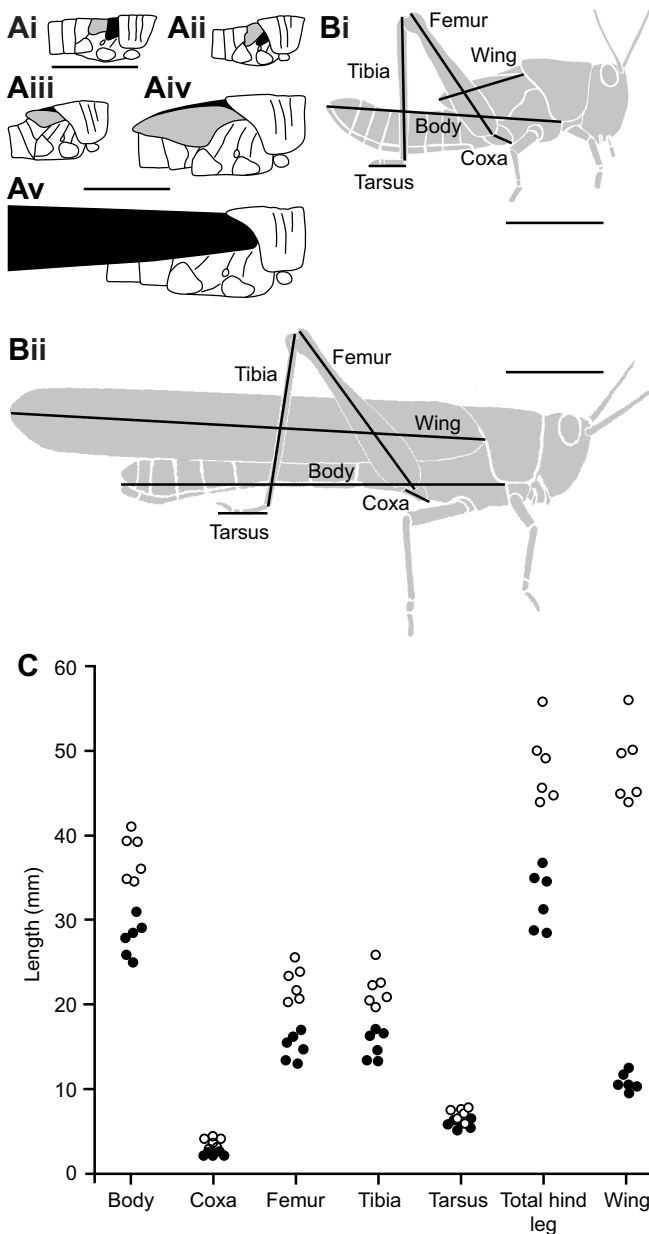 Ai Aii Bi
Wing
Tibia Femur
Aiii Aiv
Body
Coxa
Tarsus
Av
Bii
Tibia Femur
Wing
Body
Coxa
Tarsus
C
60
50
40
30
20
10
0
Length (mm)
Body Coxa Femur Tibia Tarsus Total hind leg Wing